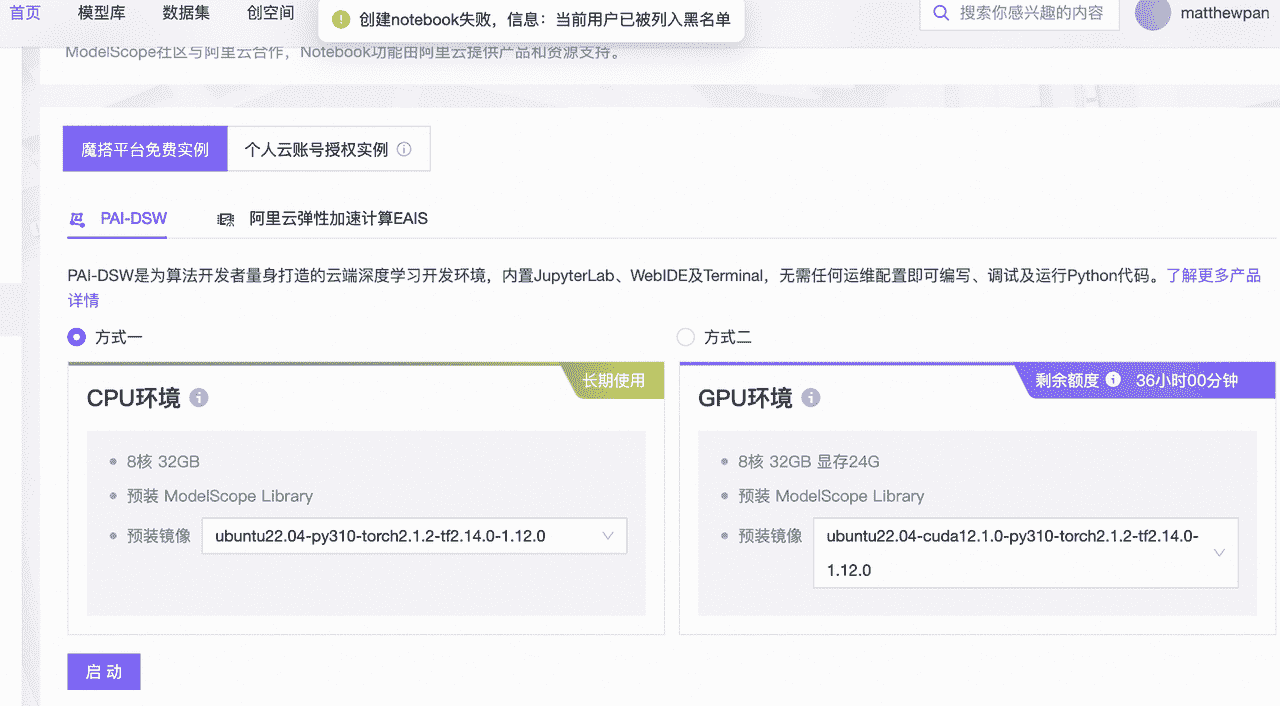 首页 模型库 数据集 创空间 创建notebook失败，信息：当前用户已被列入黑名单 搜索你感兴趣的内容 matthewpan
ModelScope社区与阿里云合作，Notebook功能由阿里云提供产品和资源支持。
魔搭平台免费实例 个人云账号授权实例
PAI-DSW 阿里云弹性加速计算EAIS
PAI-DSW是为算法开发者量身打造的云端深度学习开发环境，内置JupyterLab、WebIDE及Terminal，无需任何运维配置即可编写、调试及运行Python代码。了解更多产品
详情
方式一 方式二
长期使用 剩余额度 36小时00分钟
CPU环境 GPU环境
8核 32GB 8核 32GB 显存24G
预装 ModelScope Library 预装 ModelScope Library
预装镜像 ubuntu22.04-py310-torch2.1.2-tf2.14.0-1.12.0 预装镜像 ubuntu22.04-cuda12.1.0-py310-torch2.1.2-tf2.14.0-
1.12.0
启 动